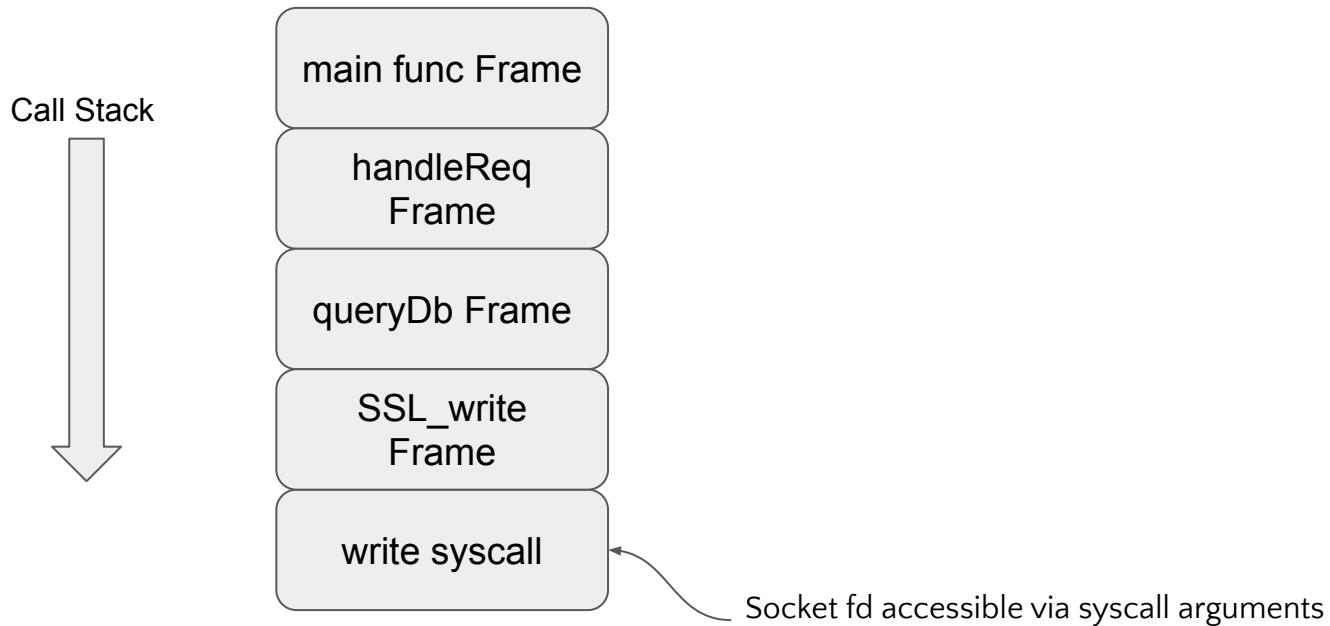 main func Frame
Call Stack
handleReq
Frame
queryDb Frame
SSL_write
Frame
write syscall
Socket fd accessible via syscall arguments